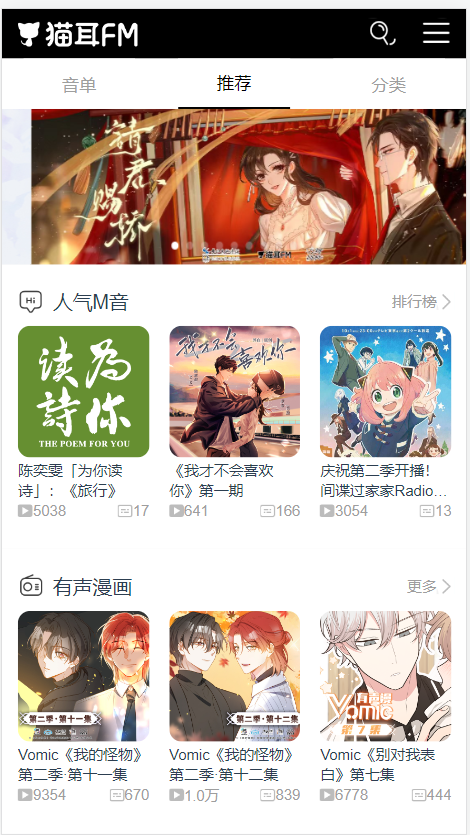 猫耳FM
音单
推荐
分类
请君
赐轿
猫耳FM
Hi
人气M音
排行榜
读为
詩你
THE POEM FOR YOU
我才不会
喜欢你
陈奕雯「为你读
诗」：《旅行》
5038
17
《我才不会喜欢
你》第一期
641
166
庆祝第二季开播！
间谍过家家Radio…
3054
13
有声漫画
更多
第二季·第十一集
第二季·第十二集
有声漫
Vomic
第7集
Vomic《我的怪物》
第二季·第十一集
9354
670
Vomic《我的怪物》
第二季·第十二集
1.0万
839
Vomic《别对我表
白》第七集
6778
444